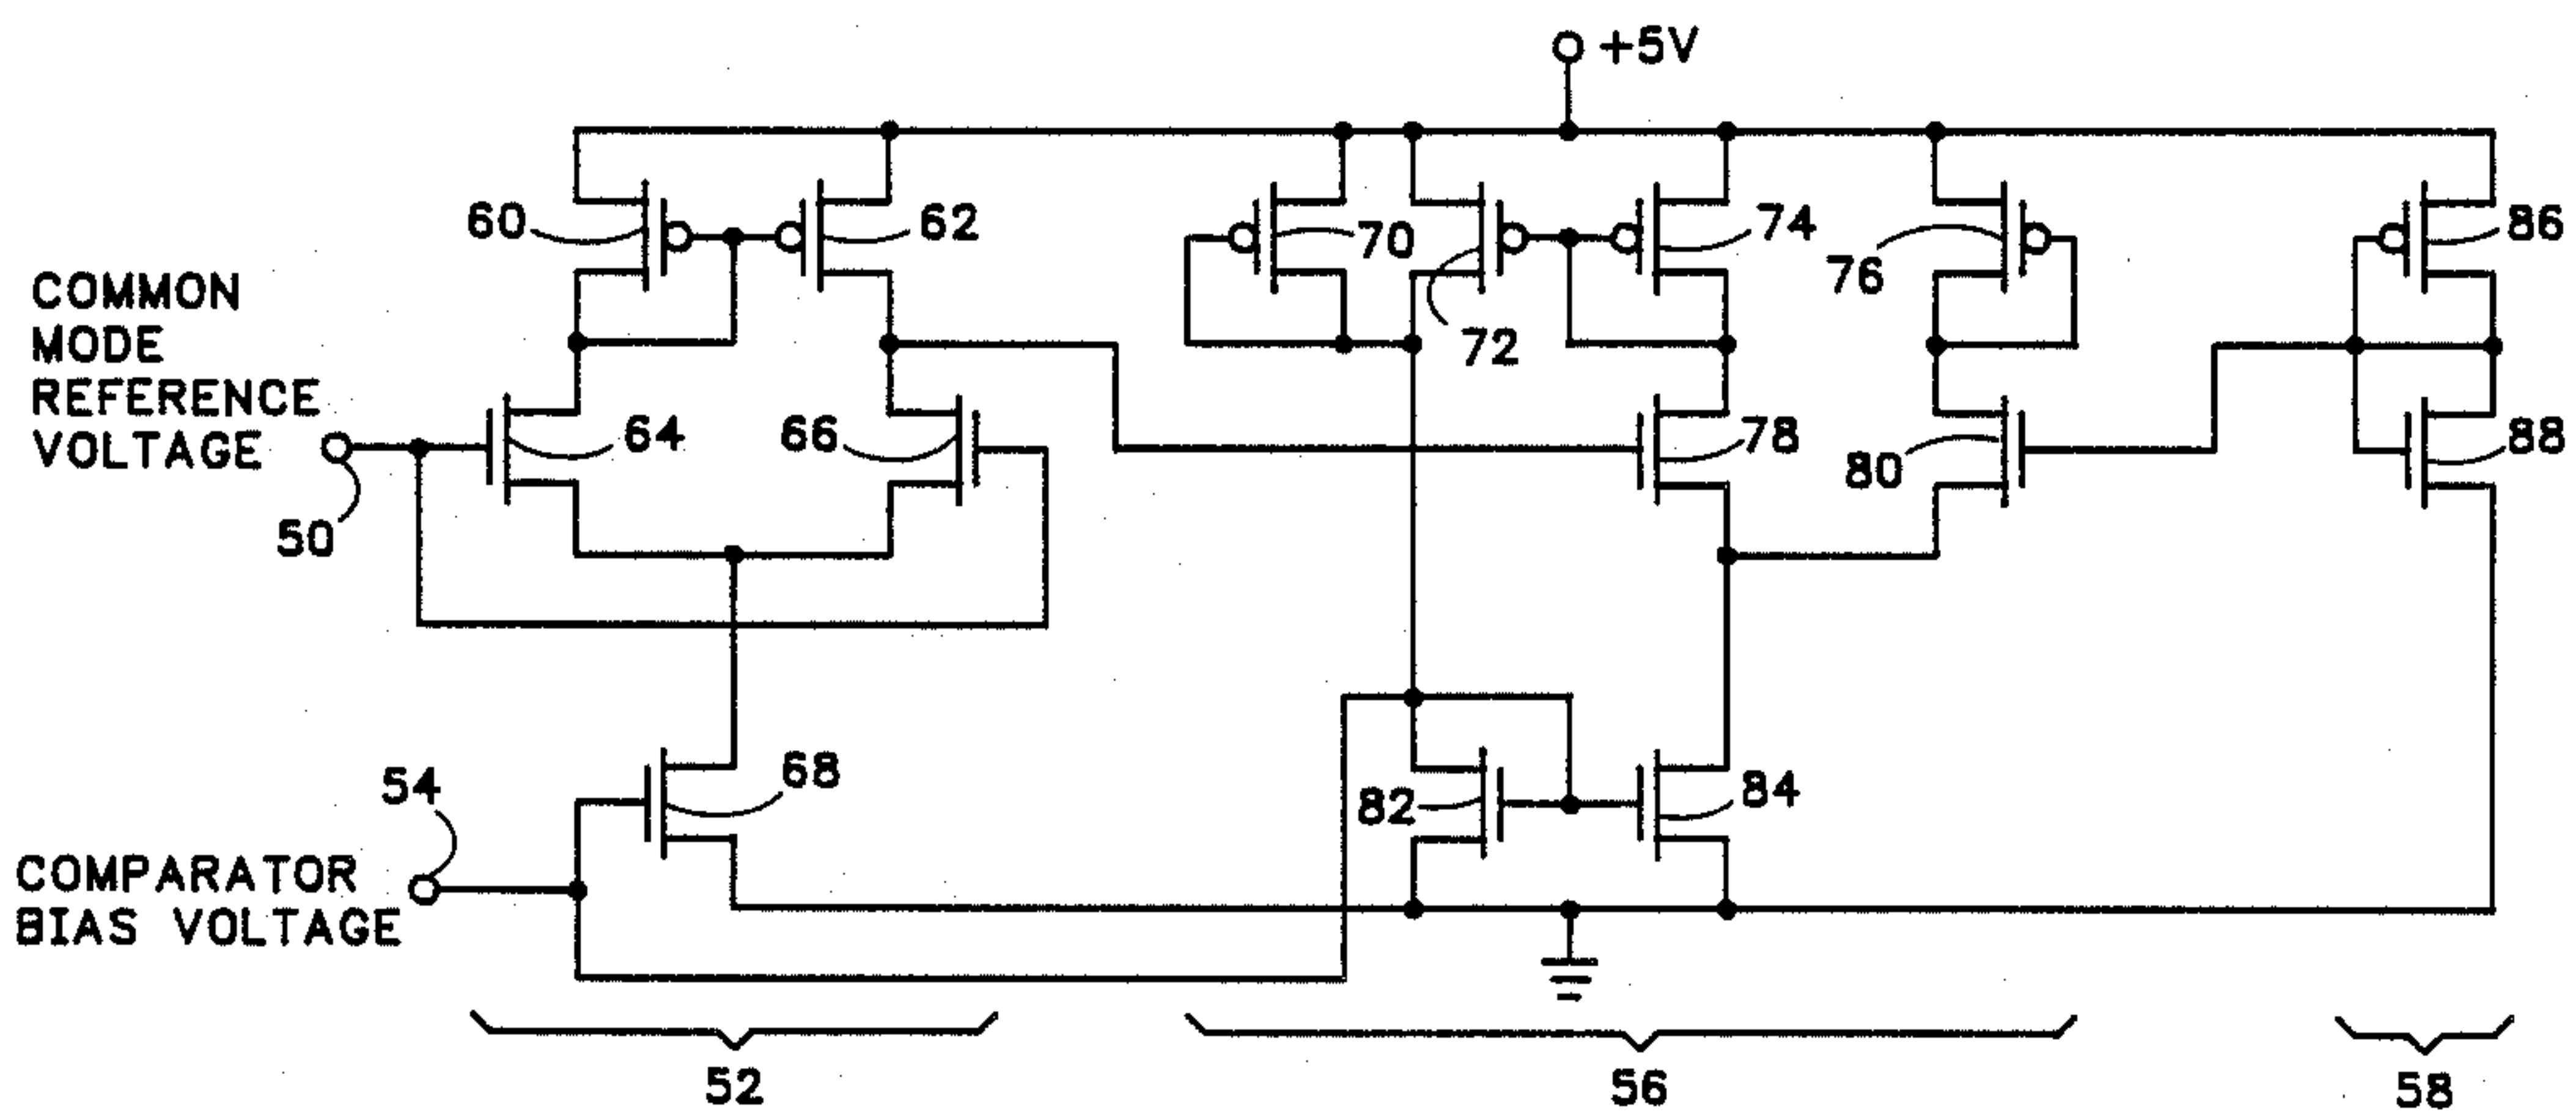 +5V
60
62
70
74
76
86
72
COMMON
MODE
REFERENCE
VOLTAGE
64
66
78
80
88
50
54
68
82
84
COMPARATOR
BIAS VOLTAGE
52
56
58